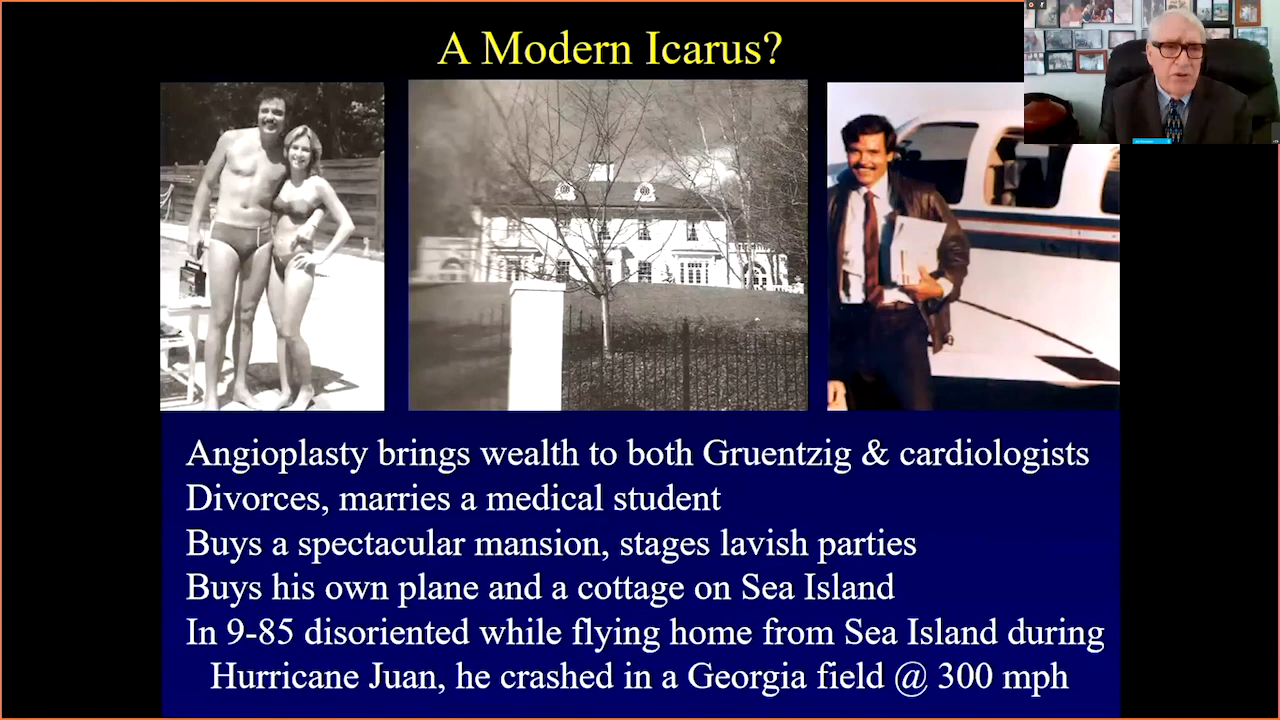 A Modern Icarus?
Angioplasty brings wealth to both Gruentzig & cardiologists
Divorces, marries a medical student
Buys a spectacular mansion, stages lavish parties
Buys his own plane and a cottage on Sea Island
In 9-85 disoriented while flying home from Sea Island during
Hurricane Juan, he crashed in a Georgia field @ 300 mph